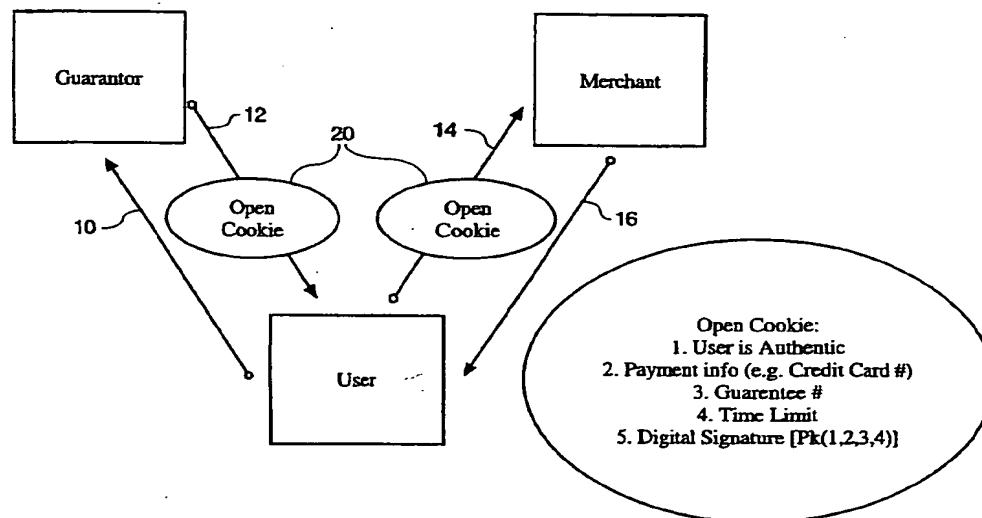 Guarantor
Merchant
12
20
14
Open
Cookie
Open
Cookie
10
16
User
Open Cookie:
1. User is Authentic
2. Payment info (e.g. Credit Card #)
3. Guarentee #
4. Time Limit
5. Digital Signature [Pk(1,2,3,4)}